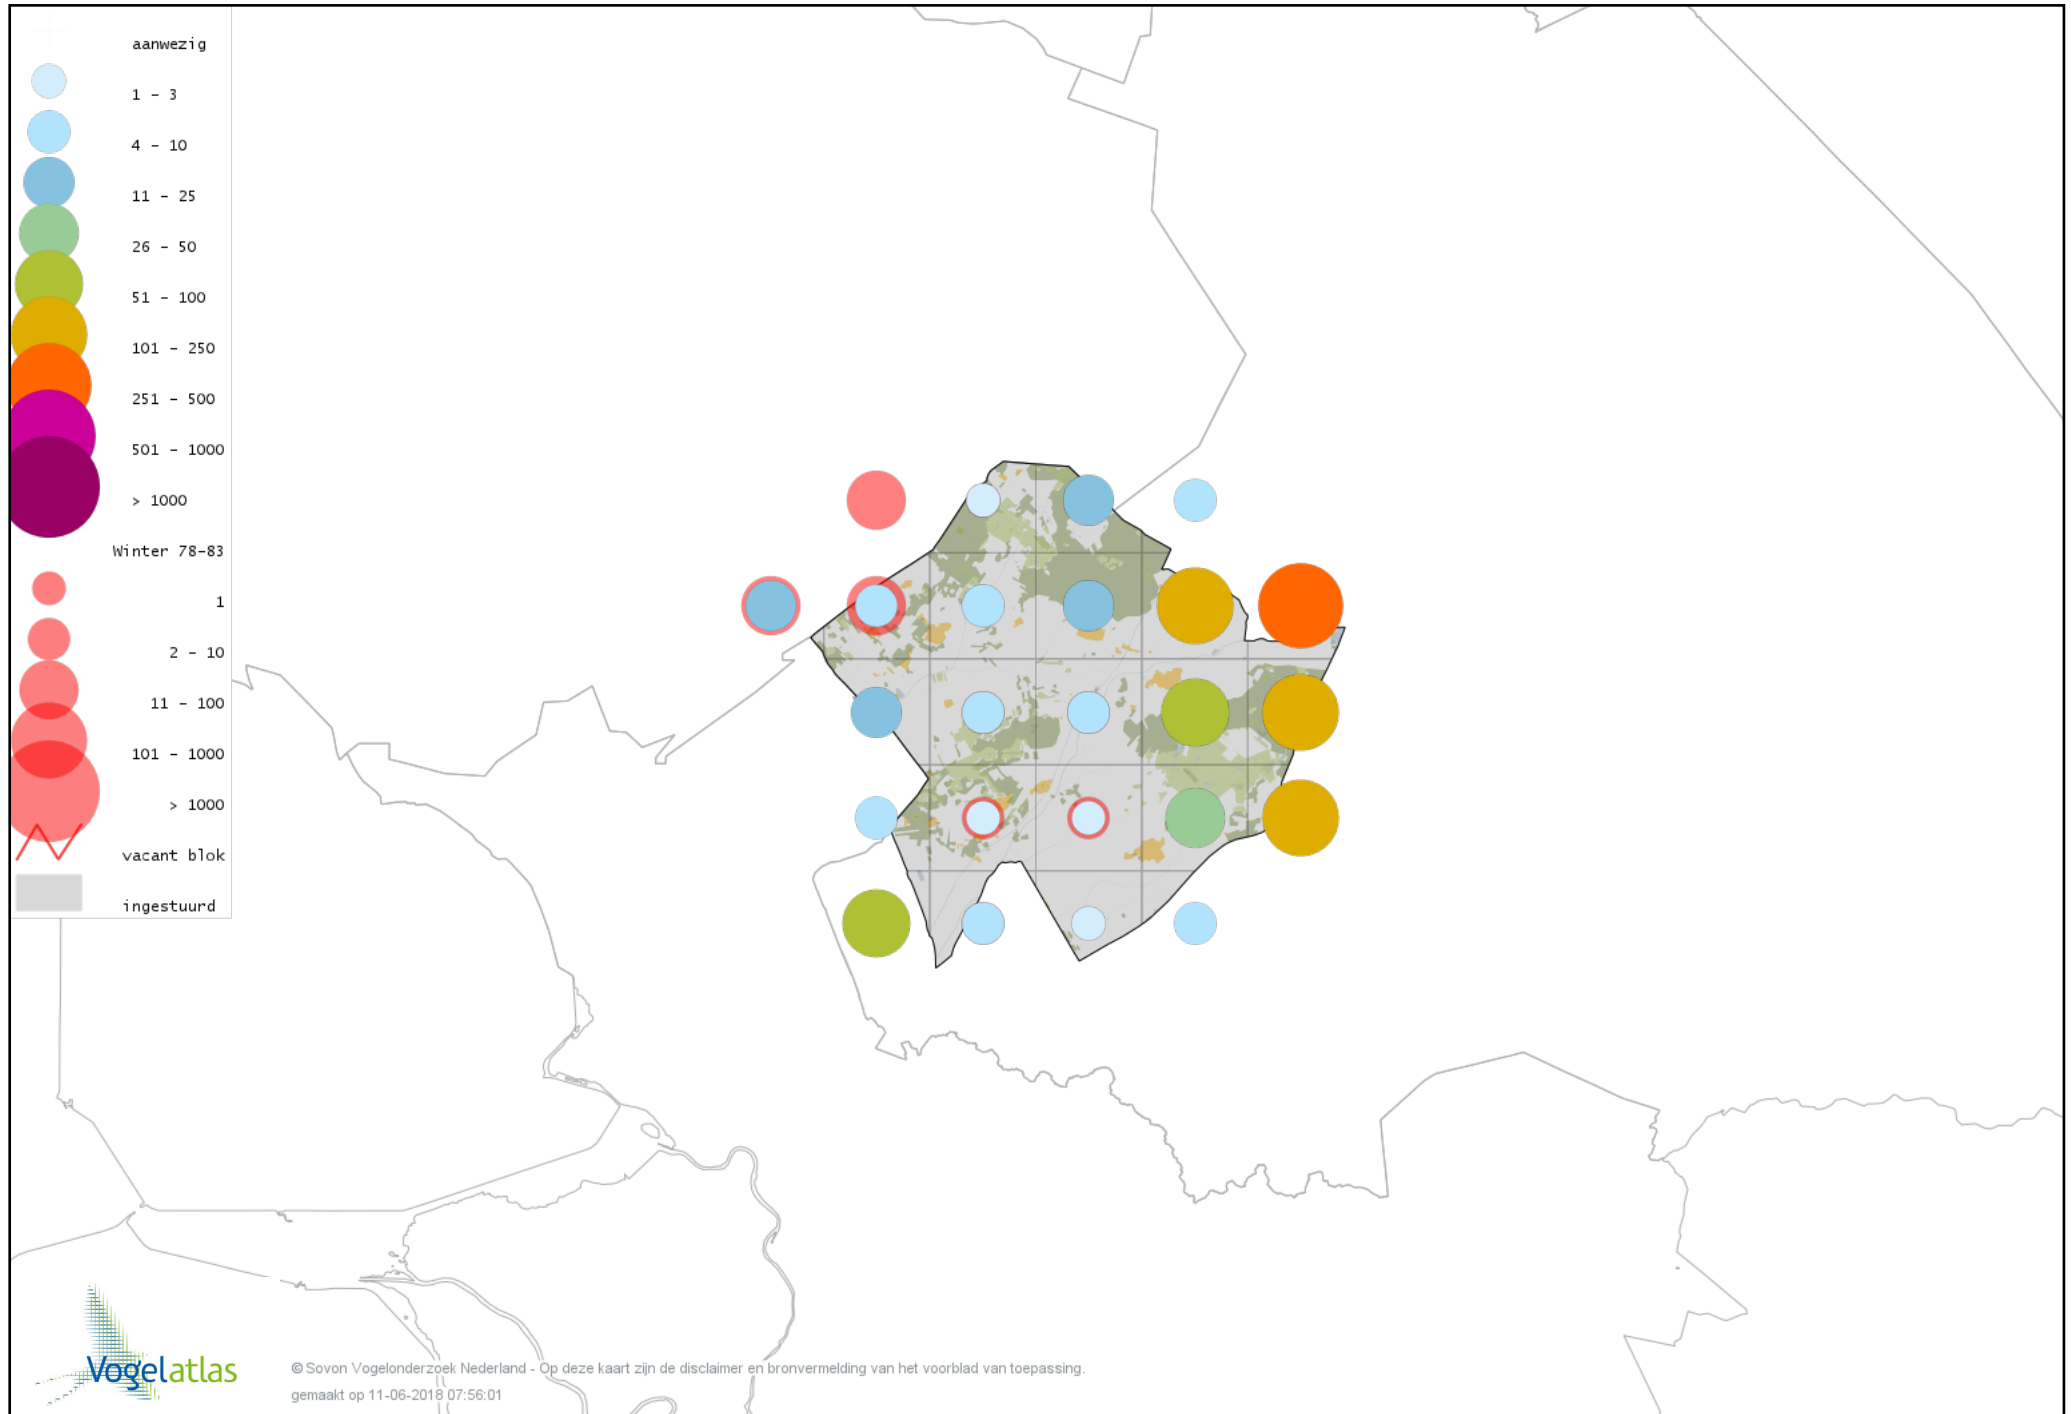 aanwezig
1 – 3
4 – 10
11 – 25
26 – 50
51 – 100
101 – 250
251 – 500
501 – 1000
> 1000
Winter 78-83
1
2 – 10
11 – 100
101 – 1000
> 1000
vacant blok
ingestuurd
Vogelatlas
© Sovon Vogelonderzoek Nederland - Op deze kaart zijn de disclaimer en bronvermelding van het voorblad van toepassing.
gemaakt op 11-06-2018 07:56:01